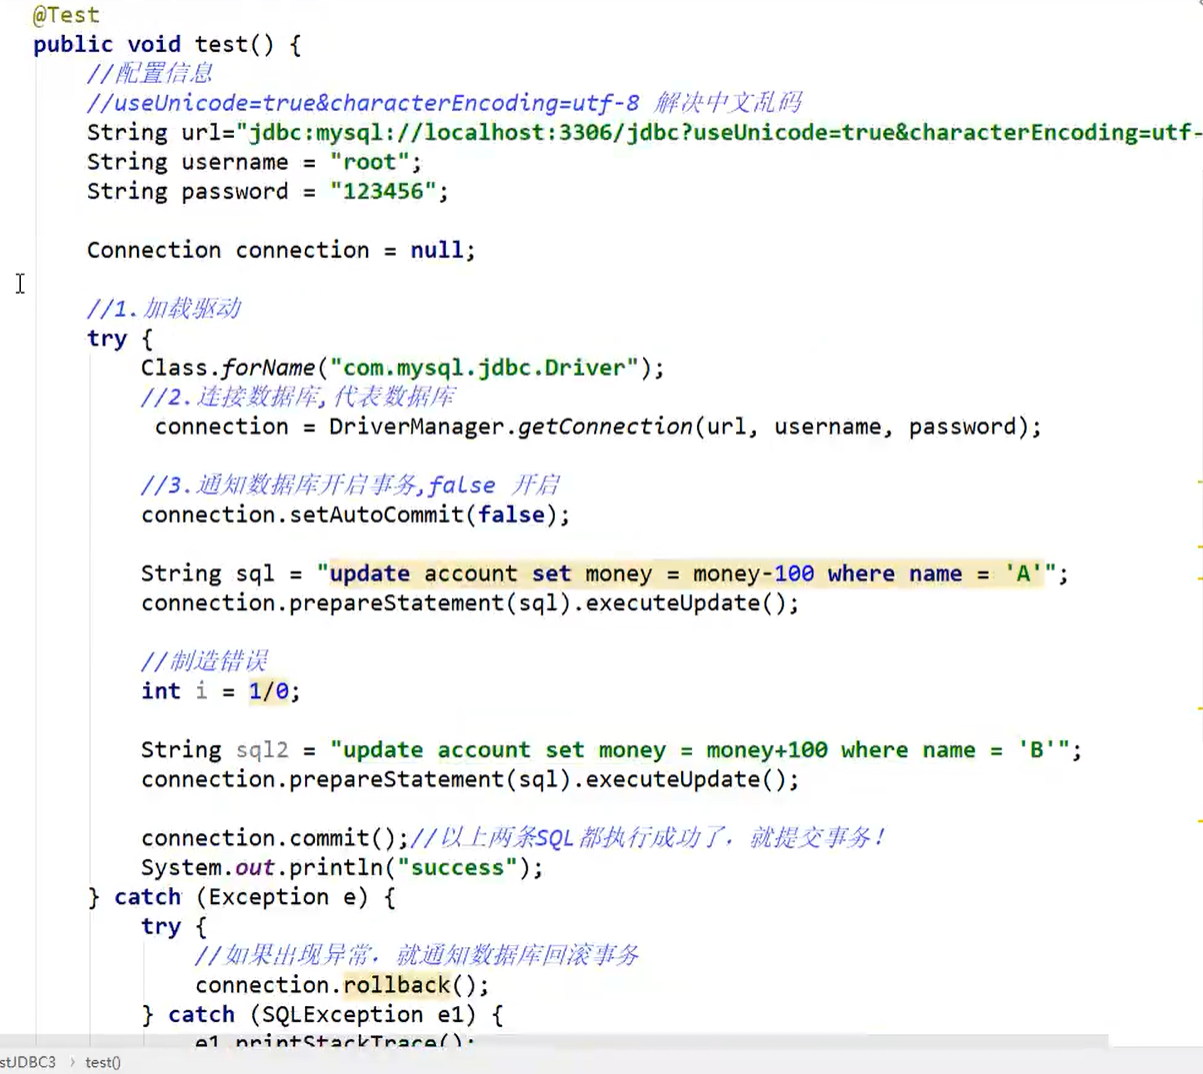 @Test
public void test() {
//配置信息
//useUnicode=true&characterEncoding=utf-8 解决中文乱码
String url="jdbc:mysql://localhost:3306/jdbc?useUnicode=true&characterEncoding=utf-
String username = "root";
String password = "123456";
Connection connection = null;
//1.加载驱动
try {
Class.forName("com.mysql.jdbc.Driver");
//2.连接数据库,代表数据库
connection = DriverManager.getConnection(url, username, password);
//3.通知数据库开启事务,false 开启
connection.setAutoCommit(false);
String sql = "update account set money = money-100 where name = 'A'";
connection.prepareStatement(sql).executeUpdate();
//制造错误
int i = 1/0;
String sql2 = "update account set money = money+100 where name = 'B'";
connection.prepareStatement(sql).executeUpdate();
connection.commit();//以上两条SQL都执行成功了，就提交事务！
System.out.println("success");
} catch (Exception e) {
try {
//如果出现异常，就通知数据库回滚事务
connection.rollback();
} catch (SQLException e1) {
e1.printStackTrace();
stJDBC3 › test()